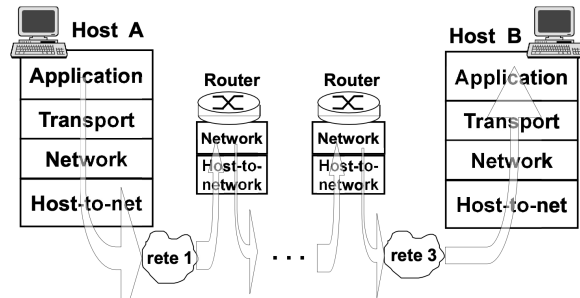 Host A
Application
Transport
Network
Host-to-net
Router
Network
Host-to-
network
Router
Network
Host-to-
network
Host B
Application
Transport
Network
Host-to-net
rete 1
. . .
rete 3